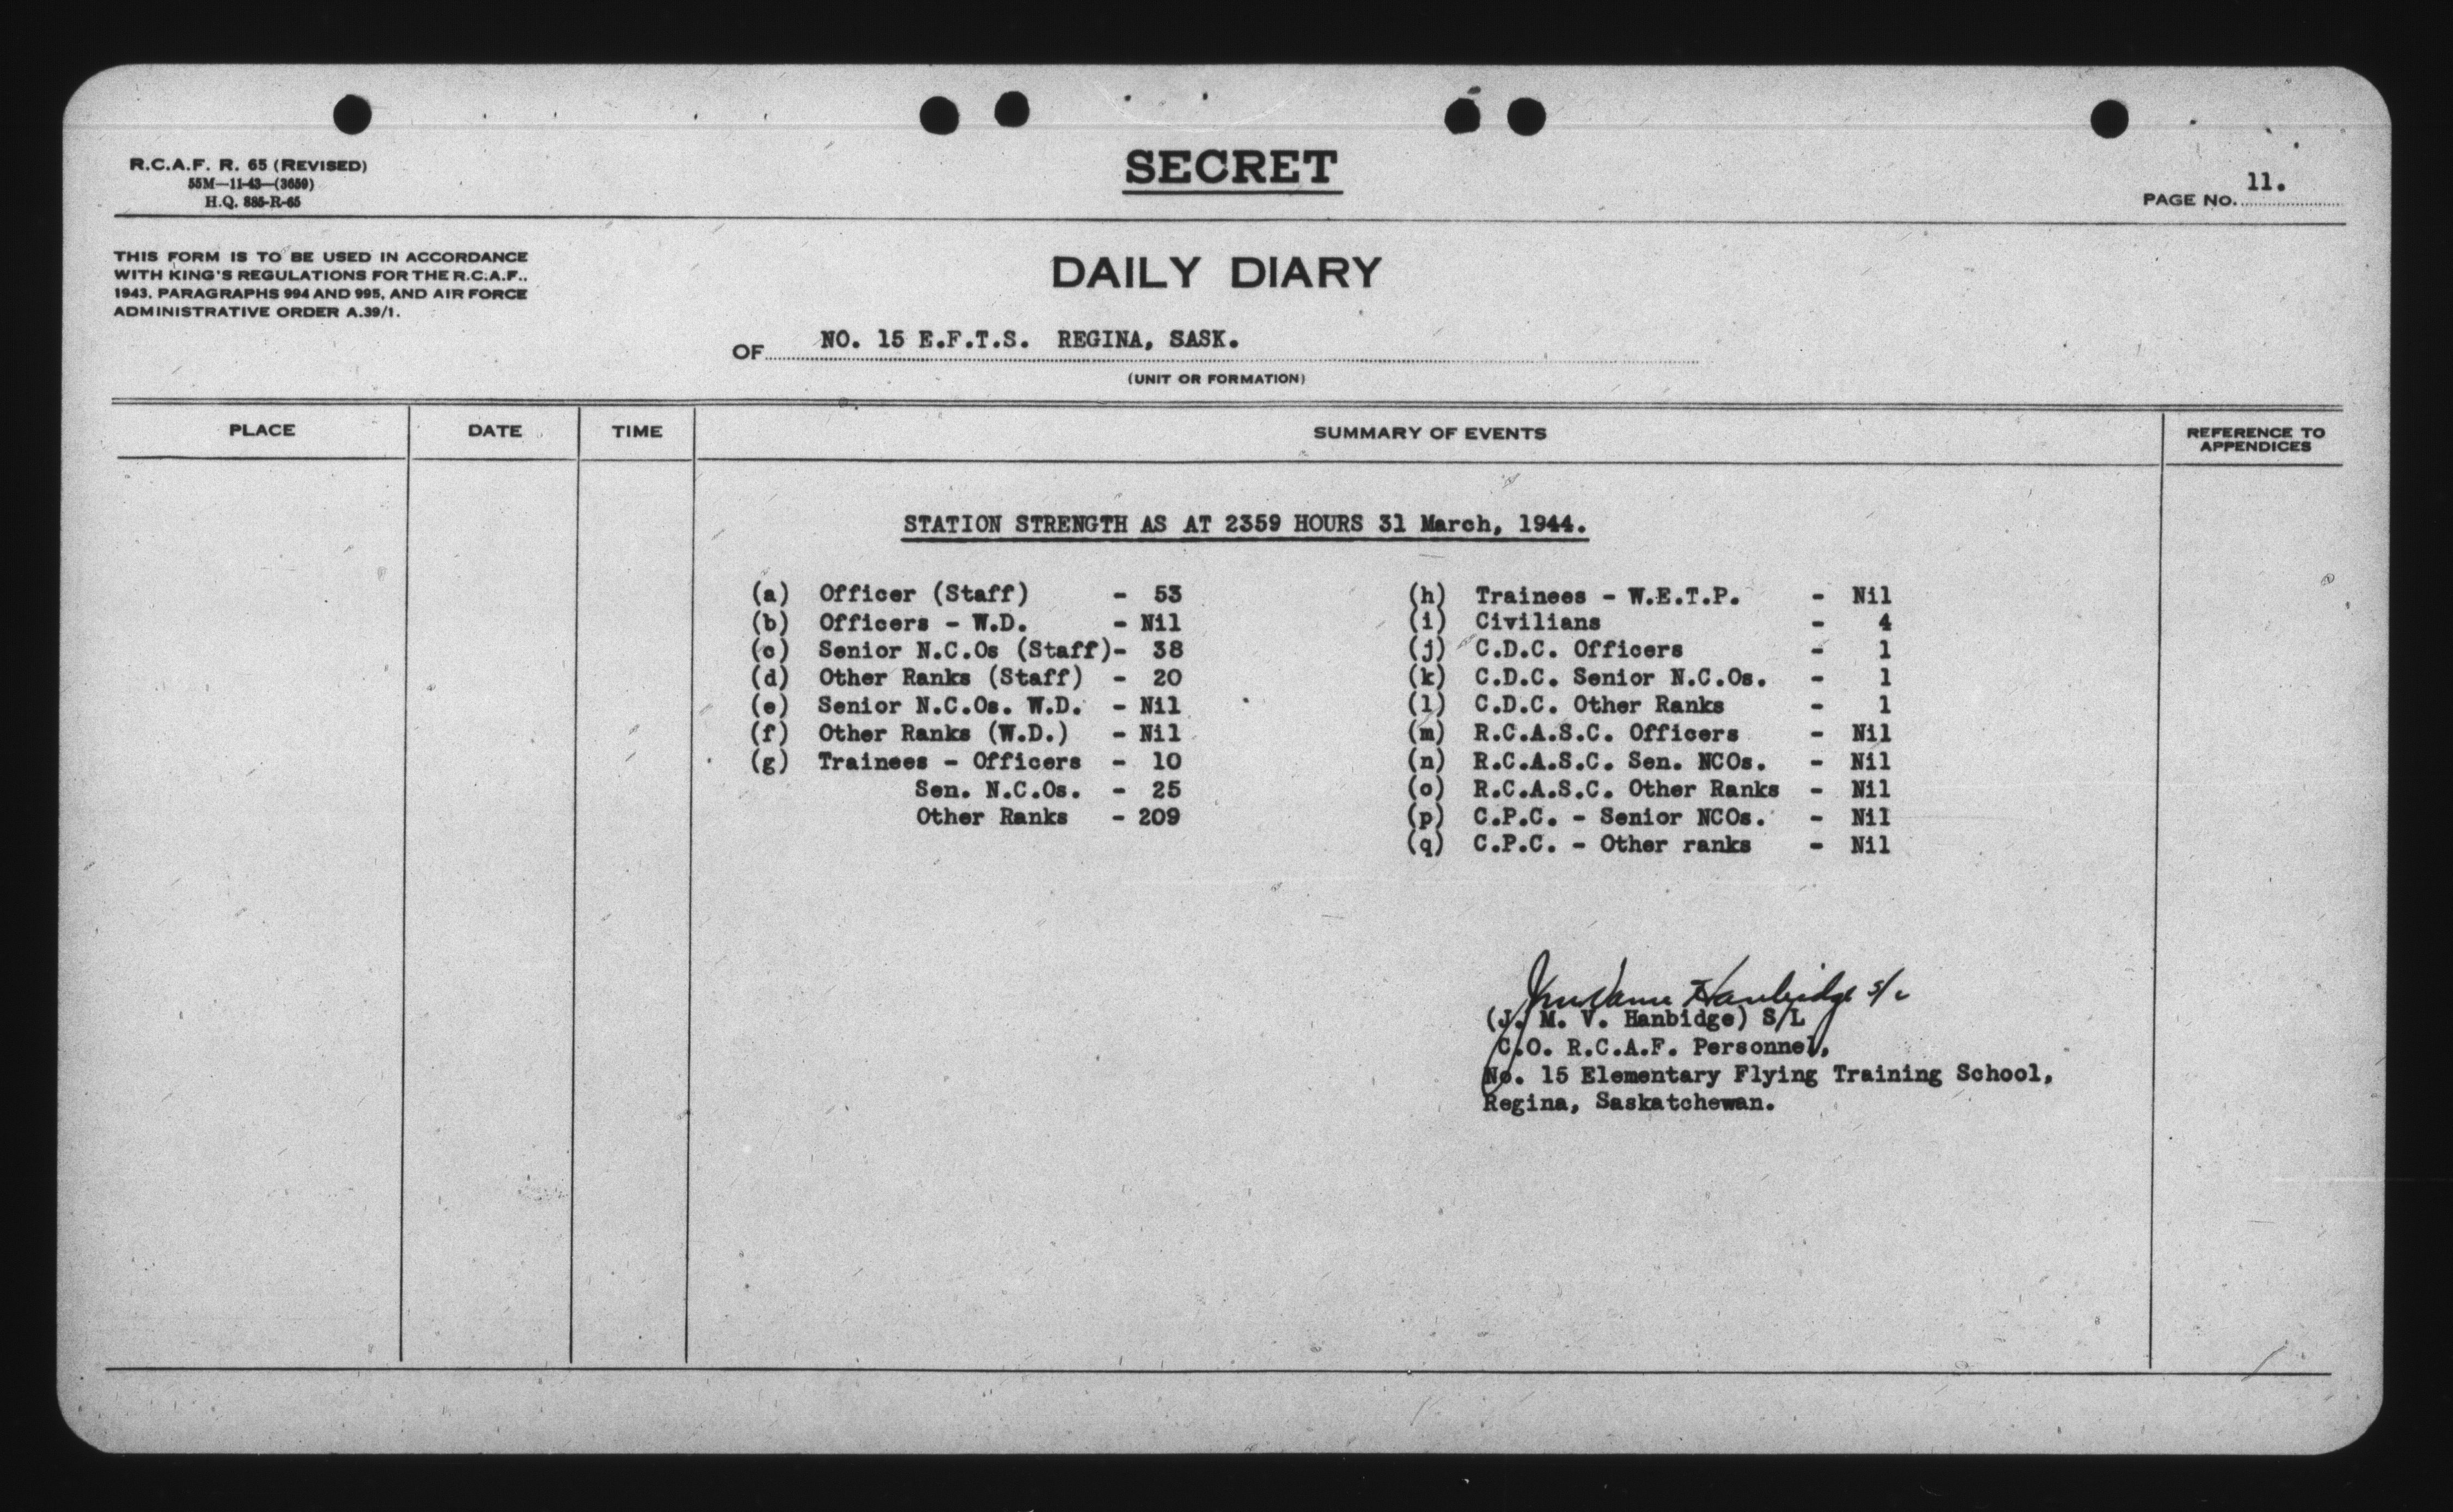 R.C.A.F. R. 65 (REVISED)
55M—11-43—(3659)
H.Q. 885-R-65
SECRET
PAGE NO. 11.
THIS FORM IS TO BE USED IN ACCORDANCE
WITH KING'S REGULATIONS FOR THE R.C.A.F.,
1943, PARAGRAPHS 994 AND 995, AND AIR FORCE
ADMINISTRATIVE ORDER A.39/1.
DAILY DIARY
OF NO. 15 E.F.T.S. REGINA, SASK.
(UNIT OR FORMATION)
PLACE DATE TIME SUMMARY OF EVENTS REFERENCE TO APPENDICES
STATION STRENGTH AS AT 2359 HOURS 31 March, 1944.
(a) Officer (Staff) - 53
(b) Officers - W.D. - Nil
(c) Senior N.C.Os (Staff)- 38
(d) Other Ranks (Staff) - 20
(e) Senior N.C.Os. W.D. - Nil
(f) Other Ranks (W.D.) - Nil
(g) Trainees - Officers - 10
Sen. N.C.Os. - 25
Other Ranks - 209
(h) Trainees - W.E.T.P. - Nil
(i) Civilians - 4
(j) C.D.C. Officers - 1
(k) C.D.C. Senior N.C.Os. - 1
(l) C.D.C. Other Ranks - 1
(m) R.C.A.S.C. Officers - Nil
(n) R.C.A.S.C. Sen. NCOs. - Nil
(o) R.C.A.S.C. Other Ranks - Nil
(p) C.P.C. - Senior NCOs. - Nil
(q) C.P.C. - Other ranks - Nil
Hanbidge S/L
(J. M. V. Hanbidge) S/L
C.O. R.C.A.F. Personnel,
No. 15 Elementary Flying Training School,
Regina, Saskatchewan.